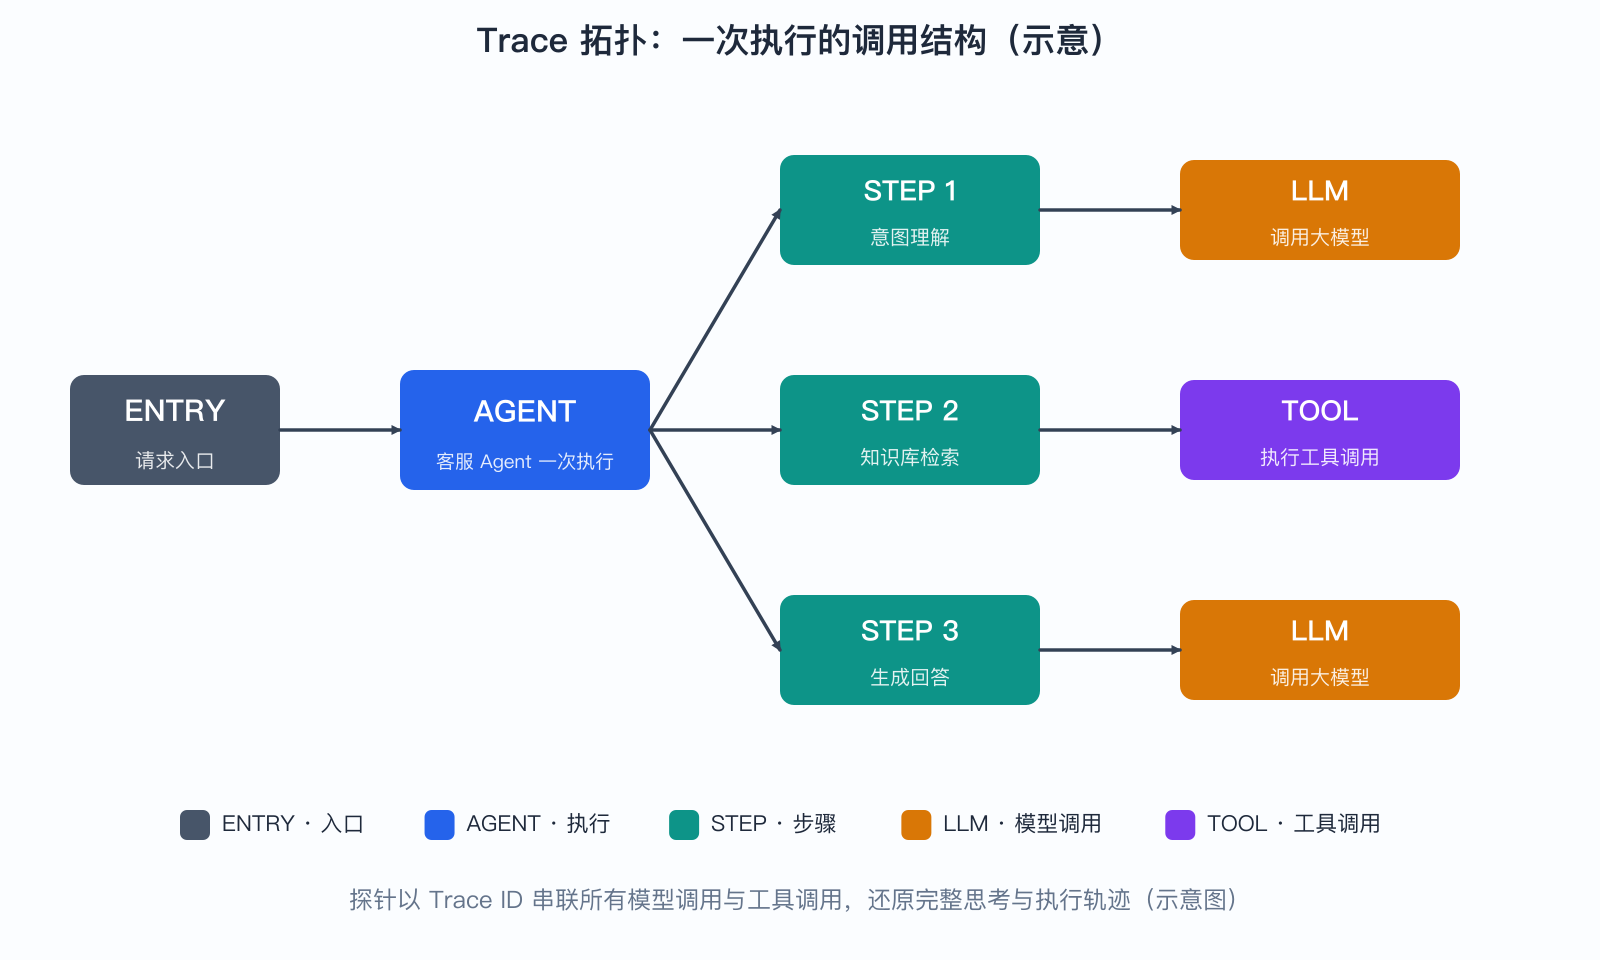 Trace 拓扑：一次执行的调用结构（示意）
STEP 1
意图理解
LLM
调用大模型
ENTRY
请求入口
AGENT
客服 Agent 一次执行
STEP 2
知识库检索
TOOL
执行工具调用
STEP 3
生成回答
LLM
调用大模型
ENTRY · 入口
AGENT · 执行
STEP · 步骤
LLM · 模型调用
TOOL · 工具调用
探针以 Trace ID 串联所有模型调用与工具调用，还原完整思考与执行轨迹（示意图）